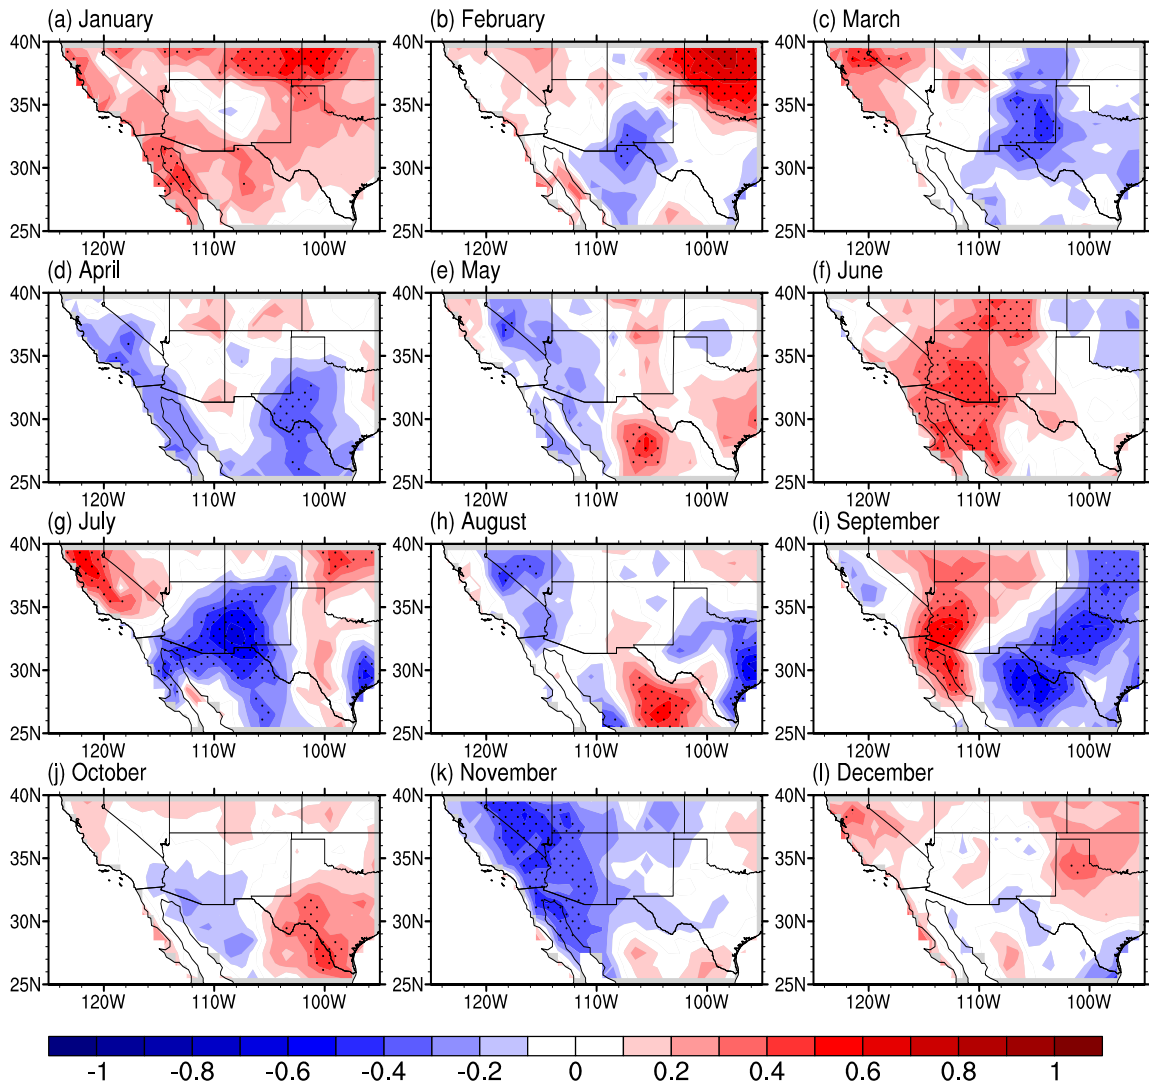 (a) January (b) February (c) March
40N 40N 40N
35N 35N 35N
30N 30N 30N
25N 25N 25N
120W 110W 100W 120W 110W 100W 120W 110W 100W
(d) April (e) May (f) June
40N 40N 40N
35N 35N 35N
30N 30N 30N
25N 25N 25N
120W 110W 100W 120W 110W 100W 120W 110W 100W
(g) July (h) August (i) September
40N 40N 40N
35N 35N 35N
30N 30N 30N
25N 25N 25N
120W 110W 100W 120W 110W 100W 120W 110W 100W
(j) October (k) November (l) December
40N 40N 40N
35N 35N 35N
30N 30N 30N
25N 25N 25N
120W 110W 100W 120W 110W 100W 120W 110W 100W
-1 -0.8 -0.6 -0.4 -0.2 0 0.2 0.4 0.6 0.8 1